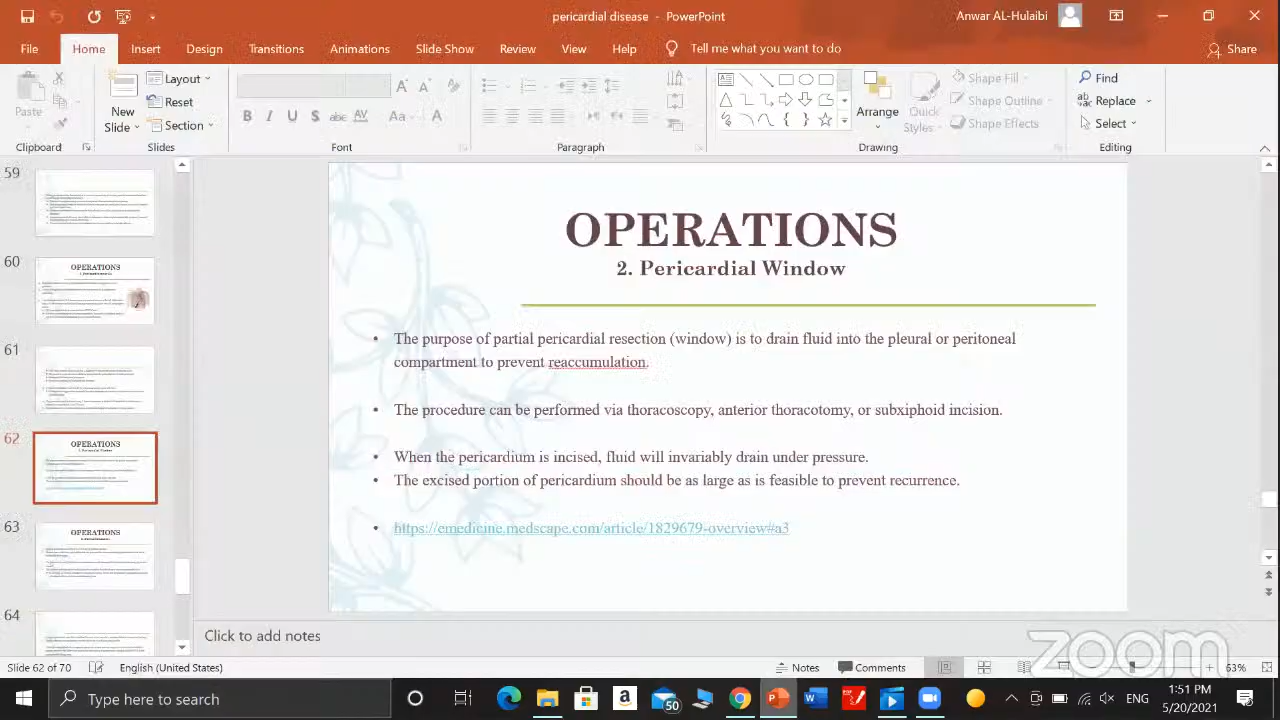 pericardial disease - PowerPoint
Anwar AL-Hulaibi
File Home Insert Design Transitions Animations Slide Show Review View Help Tell me what you want to do Share
Paste
Clipboard
New Slide
Layout
Reset
Section
Slides
Font
Paragraph
Arrange
Quick Styles
Shape Fill
Shape Outline
Shape Effects
Drawing
Find
Replace
Select
Editing
59
60
OPERATIONS
61
62
OPERATIONS
63
OPERATIONS
64
OPERATIONS
2. Pericardial Window
• The purpose of partial pericardial resection (window) is to drain fluid into the pleural or peritoneal
compartment to prevent reaccumulation.
• The procedure can be performed via thoracoscopy, anterior thoracotomy, or subxiphoid incision.
• When the pericardium is incised, fluid will invariably drain under pressure.
• The excised portion of pericardium should be as large as is feasible to prevent recurrence.
• https://emedicine.medscape.com/article/1829679-overview#a3
Click to add notes
zoom
Slide 62 of 70 English (United States) Notes Comments 63%
Type here to search
50
ENG
1:51 PM
5/20/2021